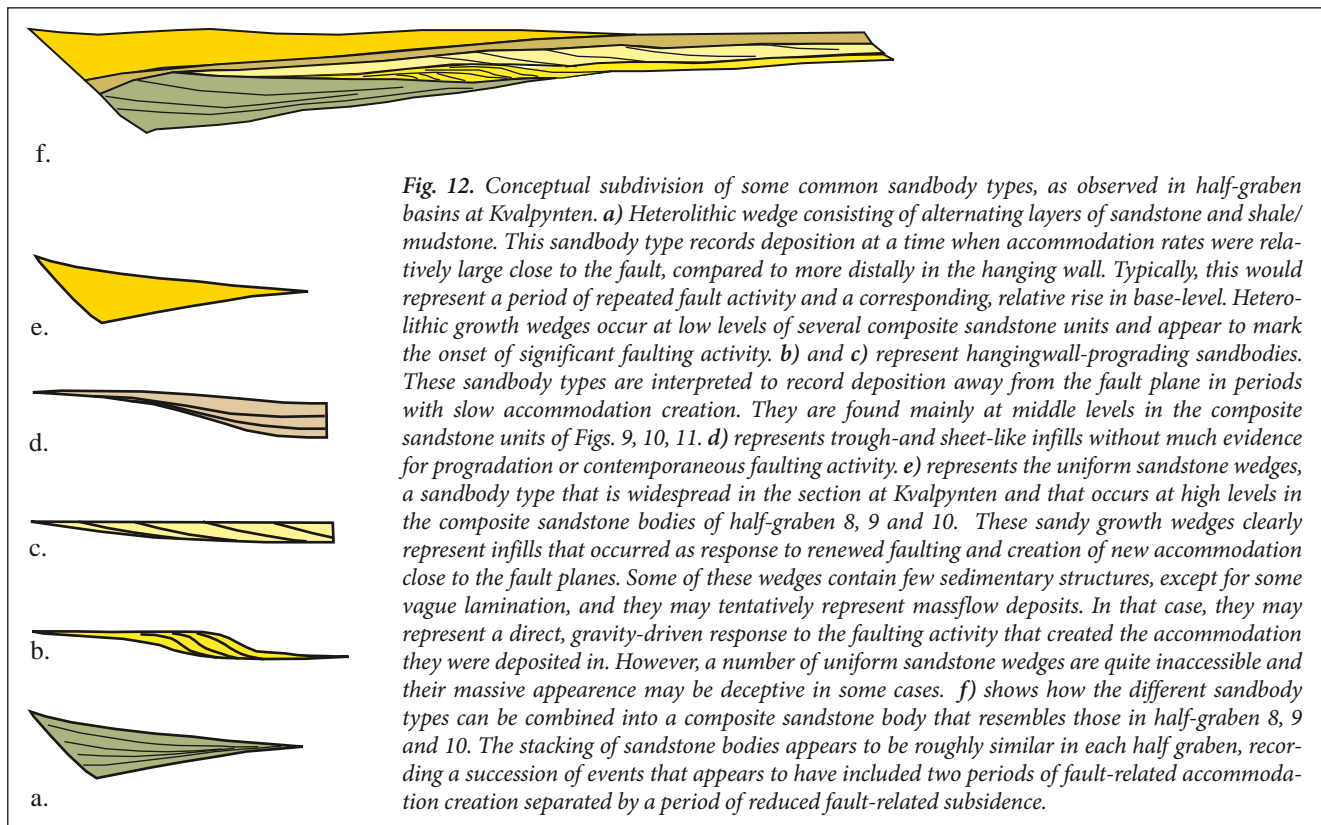 f.
e.
d.
c.
b.
a.
Fig. 12. Conceptual subdivision of some common sandbody types, as observed in half-graben
basins at Kvalpynten. a) Heterolithic wedge consisting of alternating layers of sandstone and shale/
mudstone. This sandbody type records deposition at a time when accommodation rates were rela-
tively large close to the fault, compared to more distally in the hanging wall. Typically, this would
represent a period of repeated fault activity and a corresponding, relative rise in base-level. Hetero-
lithic growth wedges occur at low levels of several composite sandstone units and appear to mark
the onset of significant faulting activity. b) and c) represent hangingwall-prograding sandbodies.
These sandbody types are interpreted to record deposition away from the fault plane in periods
with slow accommodation creation. They are found mainly at middle levels in the composite
sandstone units of Figs. 9, 10, 11. d) represents trough-and sheet-like infills without much evidence
for progradation or contemporaneous faulting activity. e) represents the uniform sandstone wedges,
a sandbody type that is widespread in the section at Kvalpynten and that occurs at high levels in
the composite sandstone bodies of half-graben 8, 9 and 10. These sandy growth wedges clearly
represent infills that occurred as response to renewed faulting and creation of new accommodation
close to the fault planes. Some of these wedges contain few sedimentary structures, except for some
vague lamination, and they may tentatively represent massflow deposits. In that case, they may
represent a direct, gravity-driven response to the faulting activity that created the accommodation
they were deposited in. However, a number of uniform sandstone wedges are quite inaccessible and
their massive appearence may be deceptive in some cases. f) shows how the different sandbody
types can be combined into a composite sandstone body that resembles those in half-graben 8, 9
and 10. The stacking of sandstone bodies appears to be roughly similar in each half graben, recor-
ding a succession of events that appears to have included two periods of fault-related accommoda-
tion creation separated by a period of reduced fault-related subsidence.